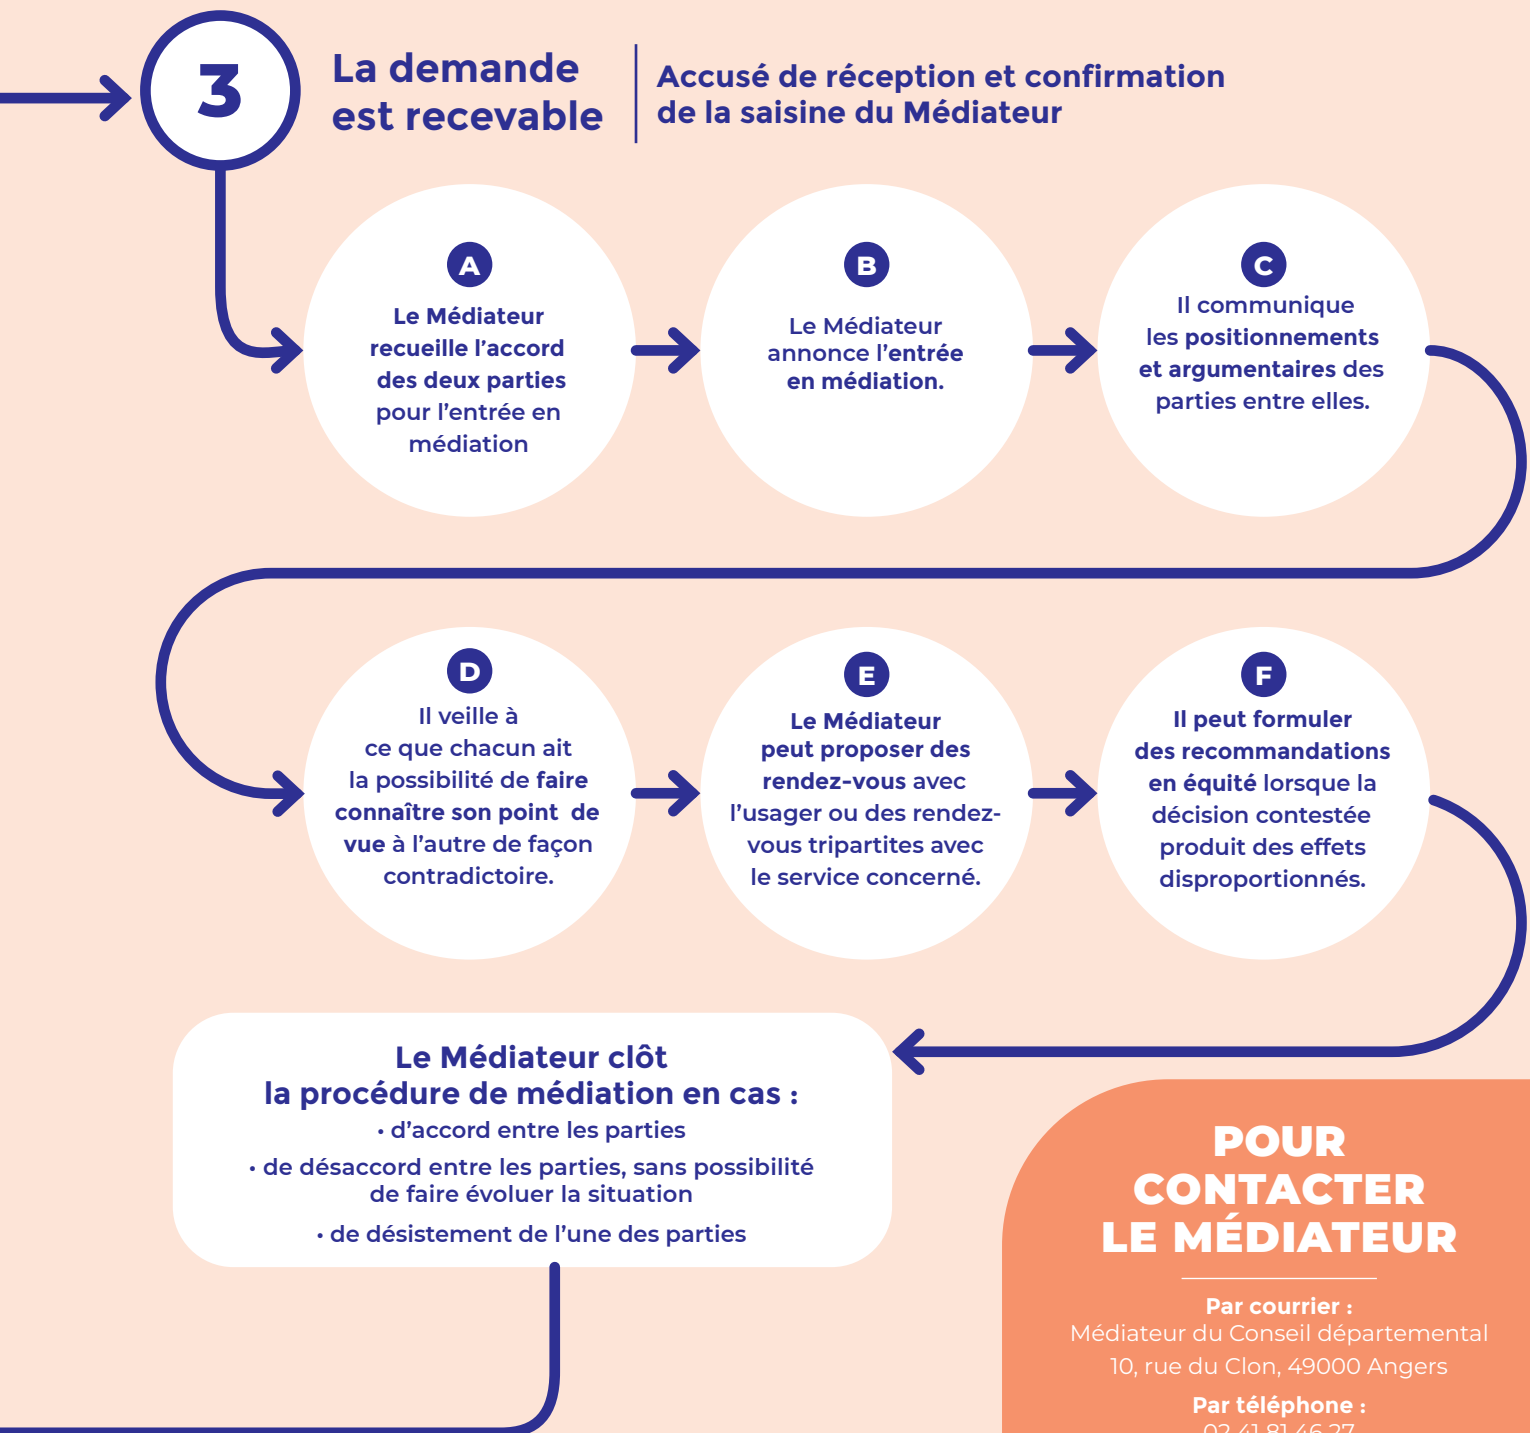 3
La demande
est recevable
Accusé de réception et confirmation
de la saisine du Médiateur
A
Le Médiateur
recueille l’accord
des deux parties
pour l’entrée en
médiation
B
Le Médiateur
annonce l’entrée
en médiation.
C
Il communique
les positionnements
et argumentaires des
parties entre elles.
D
Il veille à
ce que chacun ait
la possibilité de faire
connaître son point de
vue à l’autre de façon
contradictoire.
E
Le Médiateur
peut proposer des
rendez-vous avec
l’usager ou des rendez-
vous tripartites avec
le service concerné.
F
Il peut formuler
des recommandations
en équité lorsque la
décision contestée
produit des effets
disproportionnés.
Le Médiateur clôt
la procédure de médiation en cas :
• d’accord entre les parties
• de désaccord entre les parties, sans possibilité
de faire évoluer la situation
• de désistement de l’une des parties
POUR
CONTACTER
LE MÉDIATEUR
Par courrier :
Médiateur du Conseil départemental
10, rue du Clon, 49000 Angers
Par téléphone :
02 41 81 46 27